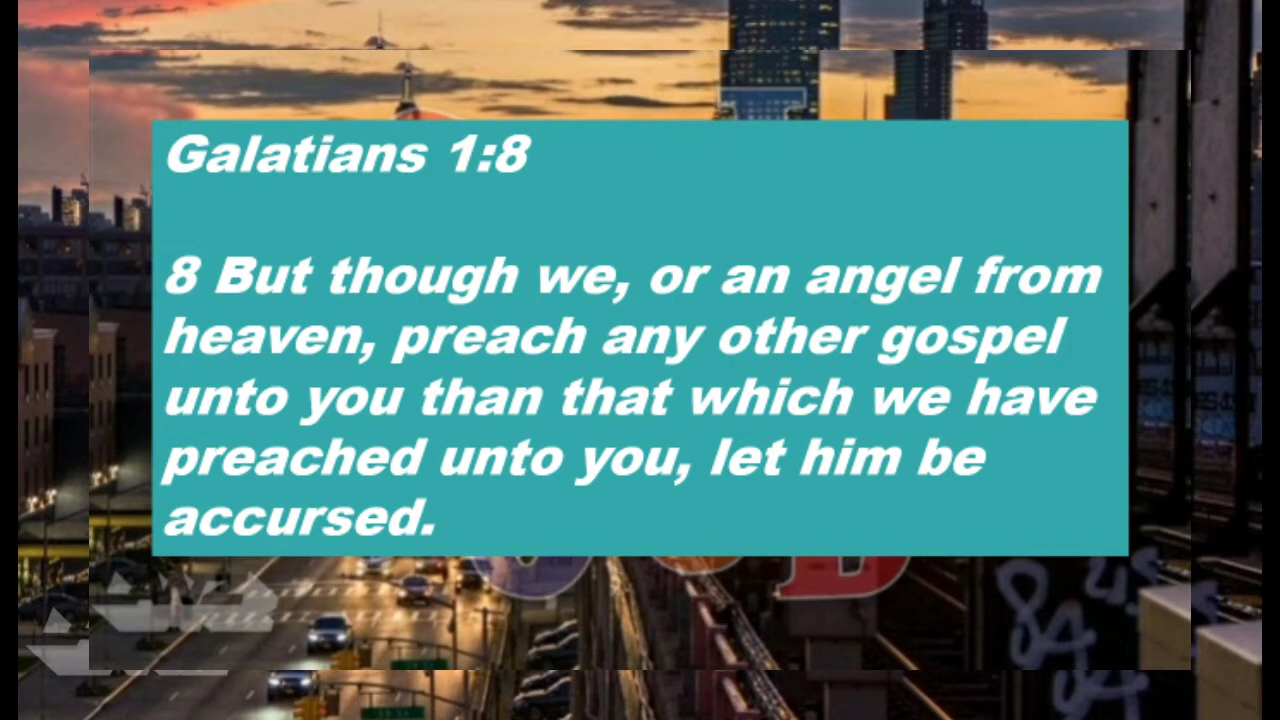 Galatians 1:8
8 But though we, or an angel from
heaven, preach any other gospel
unto you than that which we have
preached unto you, let him be
accursed.